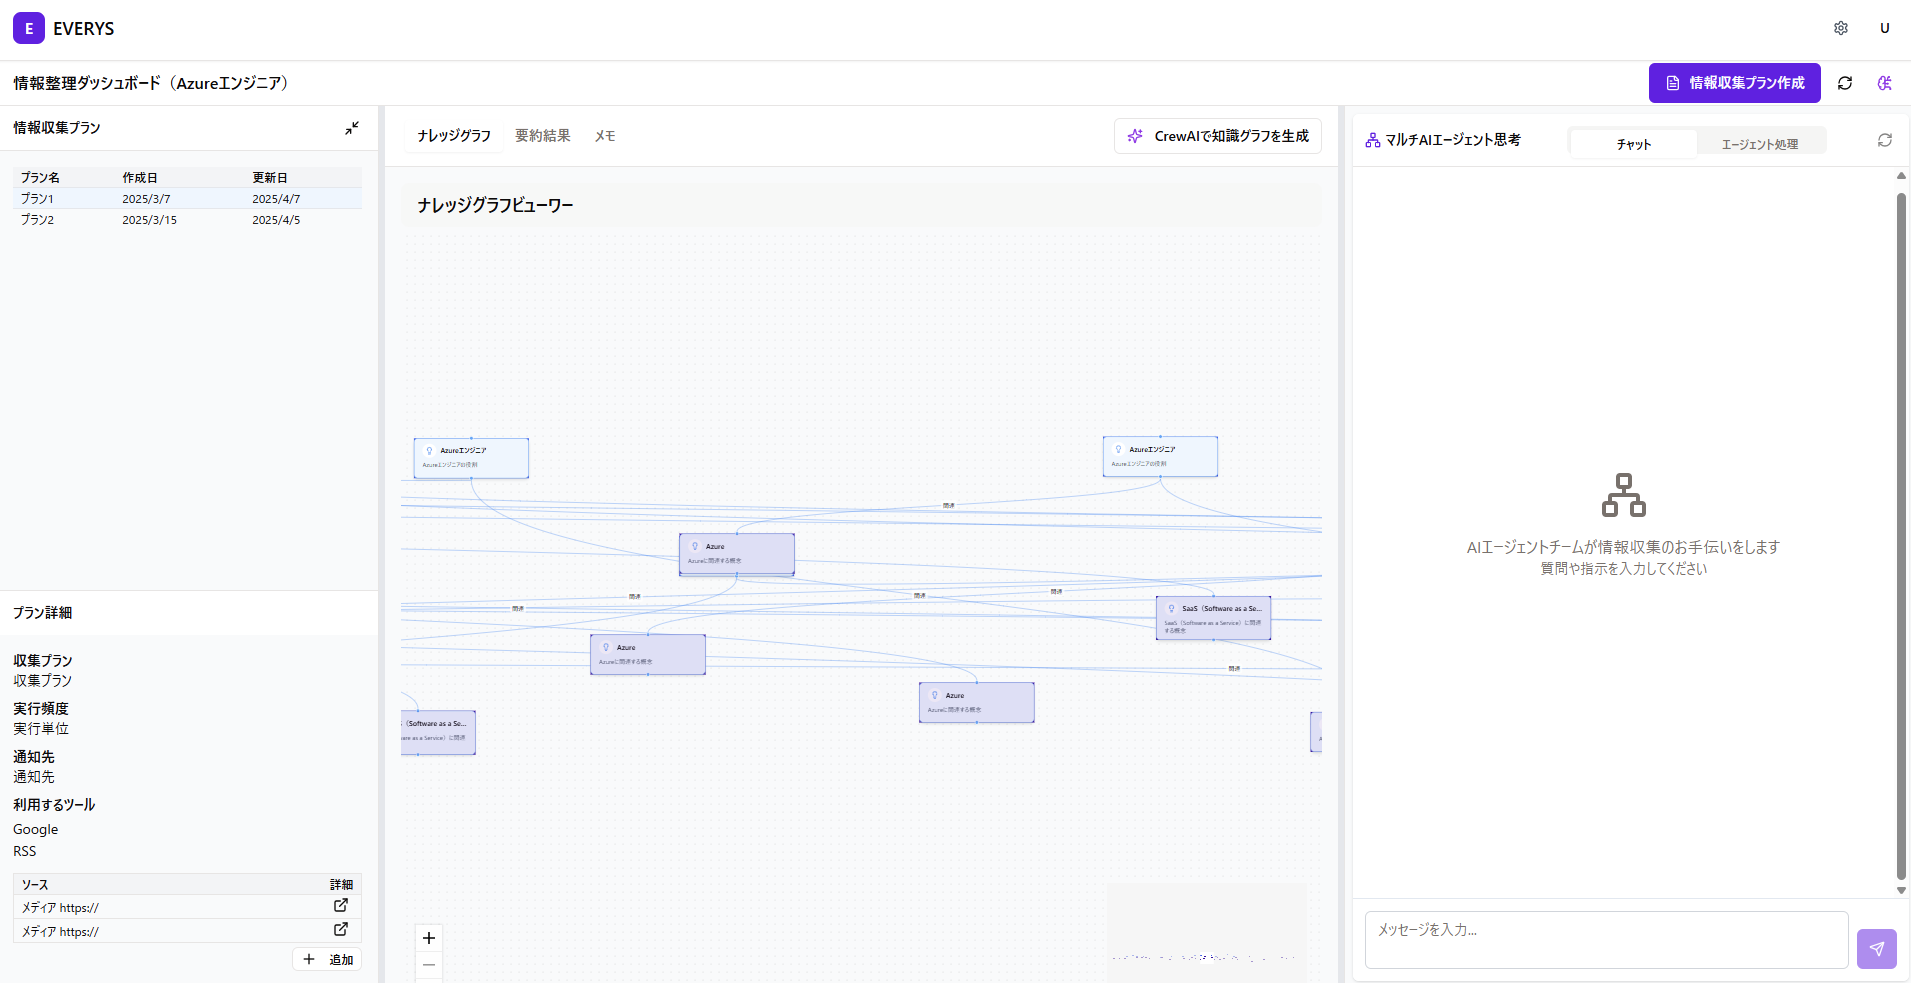 E EVERYS
U
情報整理ダッシュボード（Azureエンジニア）
情報収集プラン作成
情報収集プラン
プラン名 作成日 更新日
プラン1 2025/3/7 2025/4/7
プラン2 2025/3/15 2025/4/5
プラン詳細
収集プラン
収集プラン
実行頻度
実行単位
通知先
通知先
利用するツール
Google
RSS
ソース 詳細
メディア https://
メディア https://
追加
ナレッジグラフ 要約結果 メモ
CrewAIで知識グラフを生成
ナレッジグラフビューワー
Azureエンジニア
Azureエンジニアの役割
Azureエンジニア
Azureエンジニアの役割
関連
Azure
Azureに関連する概念
関連
関連
関連
関連
SaaS（Software as a Se...
SaaS（Software as a Service）に関連
する概念
Azure
Azureに関連する概念
関連
Azure
Azureに関連する概念
（Software as a Se...
ware as a Service）に関連
マルチAIエージェント思考
チャット
エージェント処理
AIエージェントチームが情報収集のお手伝いをします
質問や指示を入力してください
メッセージを入力...